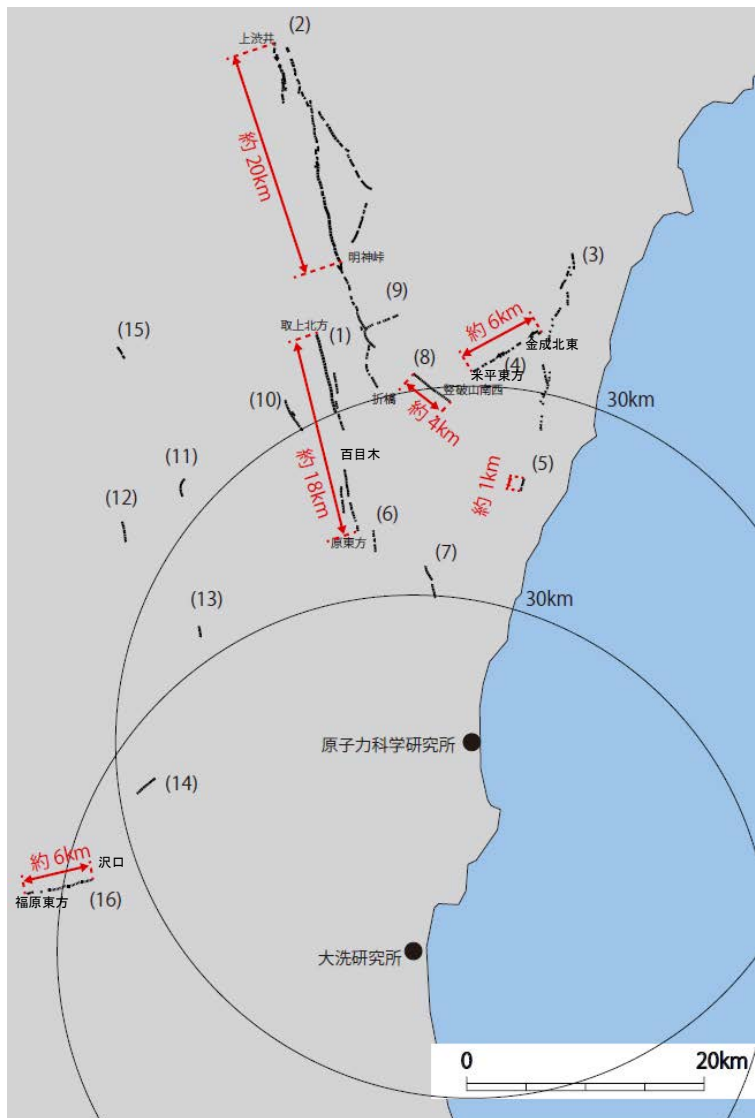 上渋井
(2)
約 20km
明神峠
(3)
(9)
(15)
取上北方
(1)
約 6km
金成北東
(4)
米平東方
(8)
竪破山南西
折橋
約 4km
30km
(10)
百目木
約 18km
(11)
(12)
約 1km
(5)
(6)
原東方
(7)
(13)
30km
原子力科学研究所
(14)
約 6km
沢口
福原東方
(16)
大洗研究所
0
20km